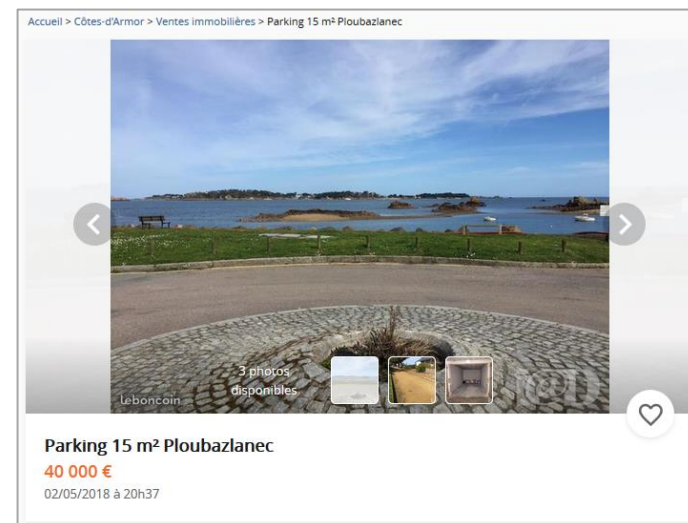 Accueil > Côtes-d'Armor > Ventes immobilières > Parking 15 m² Ploubazlanec
3 photos
disponibles
leboncoin
Parking 15 m² Ploubazlanec
40 000 €
02/05/2018 à 20h37